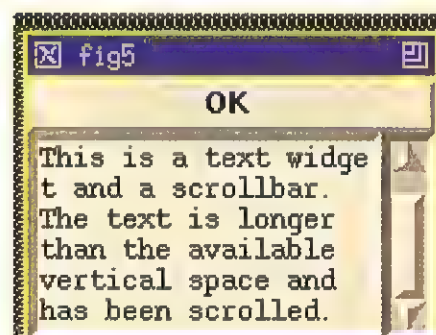 fig5
OK
This is a text widge
t and a scrollbar.
The text is longer
than the available
vertical space and
has been scrolled.